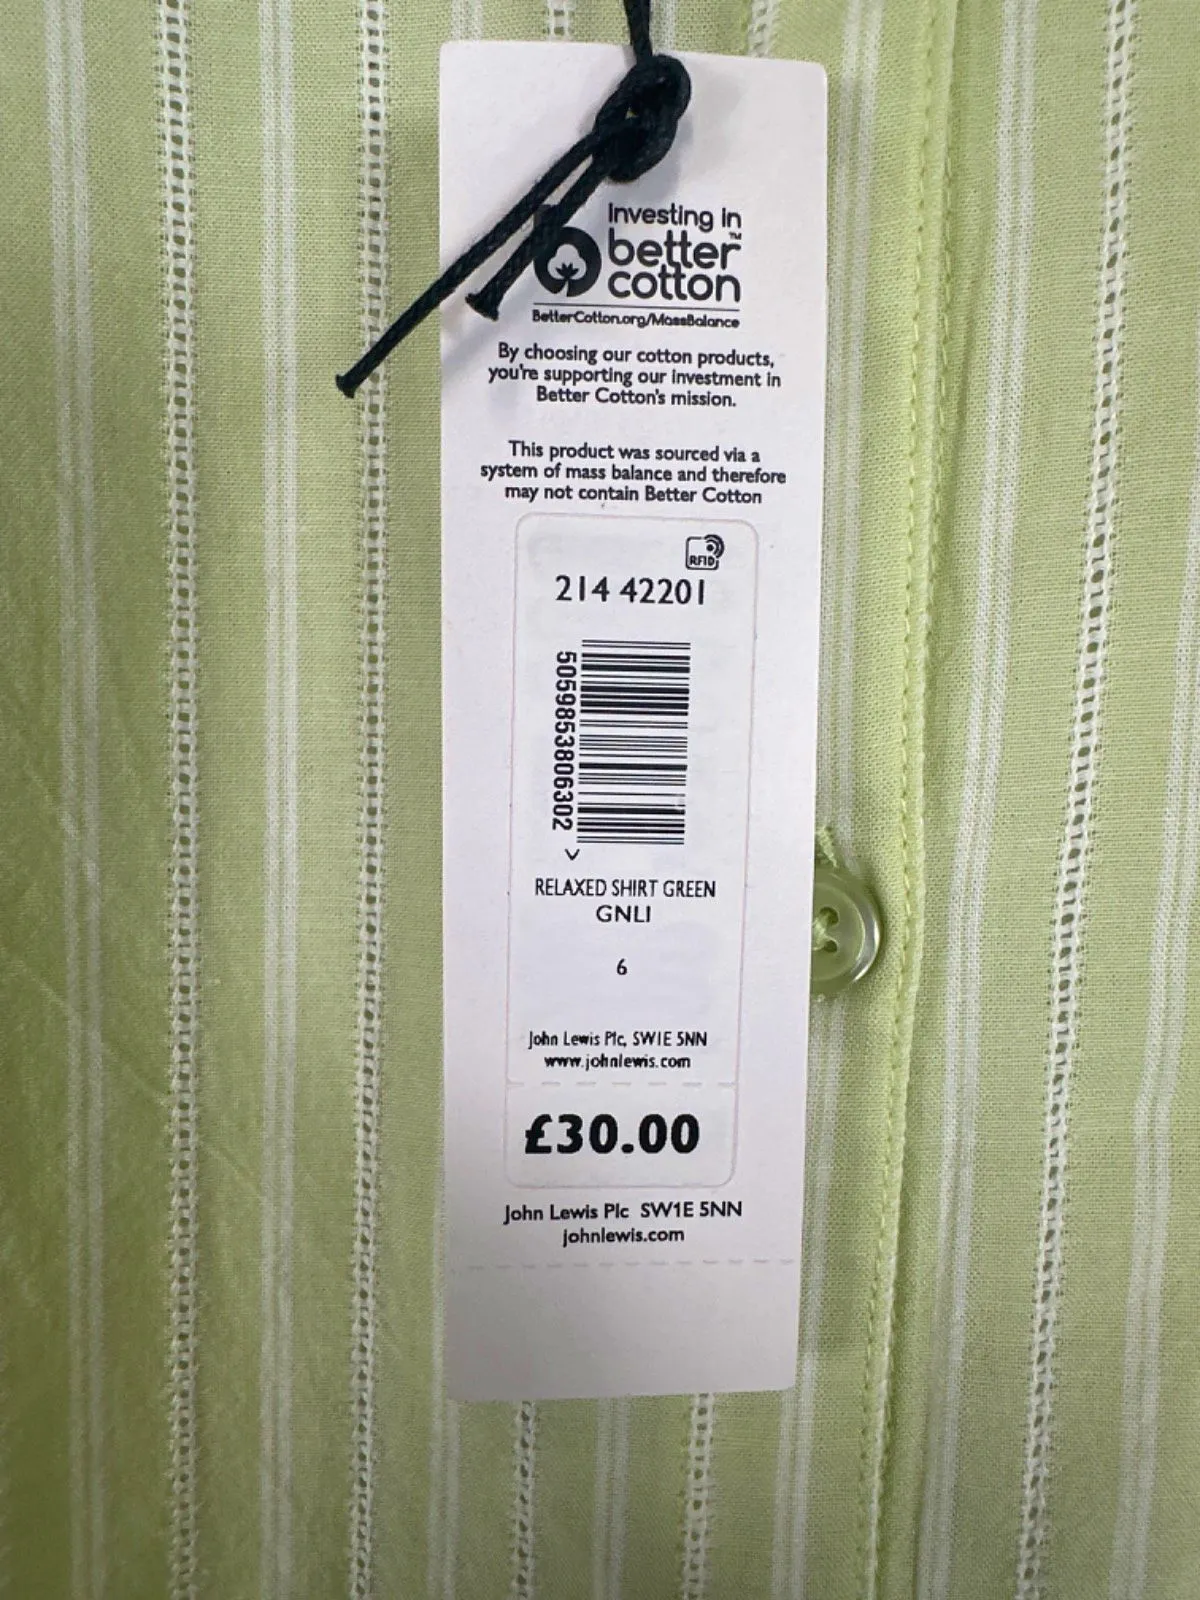 Investing in
better™
cotton
BetterCotton.org/MassBalance
By choosing our cotton products,
you're supporting our investment in
Better Cotton's mission.
This product was sourced via a
system of mass balance and therefore
may not contain Better Cotton
RFID
214 42201
5059853806302 >
RELAXED SHIRT GREEN
GNLI
6
John Lewis Plc, SW1E 5NN
www.johnlewis.com
£30.00
John Lewis Plc SW1E 5NN
johnlewis.com